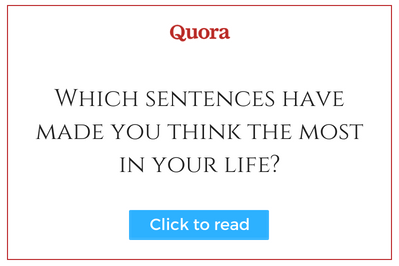 Quora
Which sentences have
made you think the most
in your life?
Click to read